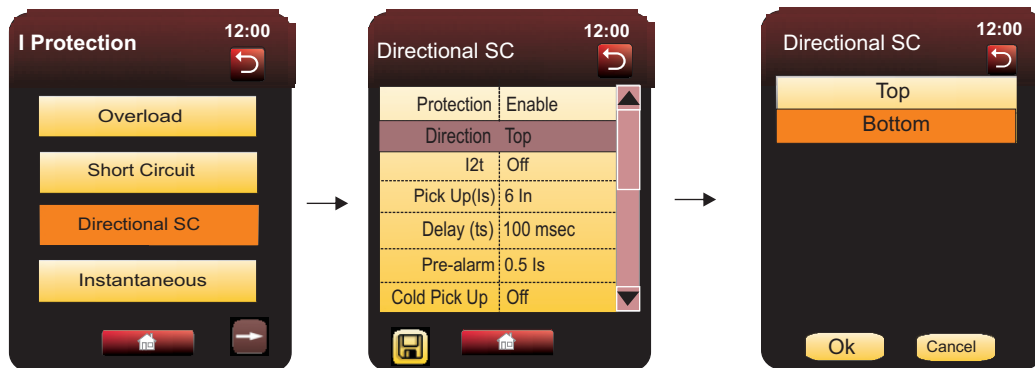 I Protection
12:00
Overload
Short Circuit
Directional SC
Instantaneous
Directional SC
12:00
Protection Enable
Direction Top
I2t Off
Pick Up(Is) 6 In
Delay (ts) 100 msec
Pre-alarm 0.5 Is
Cold Pick Up Off
Directional SC
12:00
Top
Bottom
Ok
Cancel